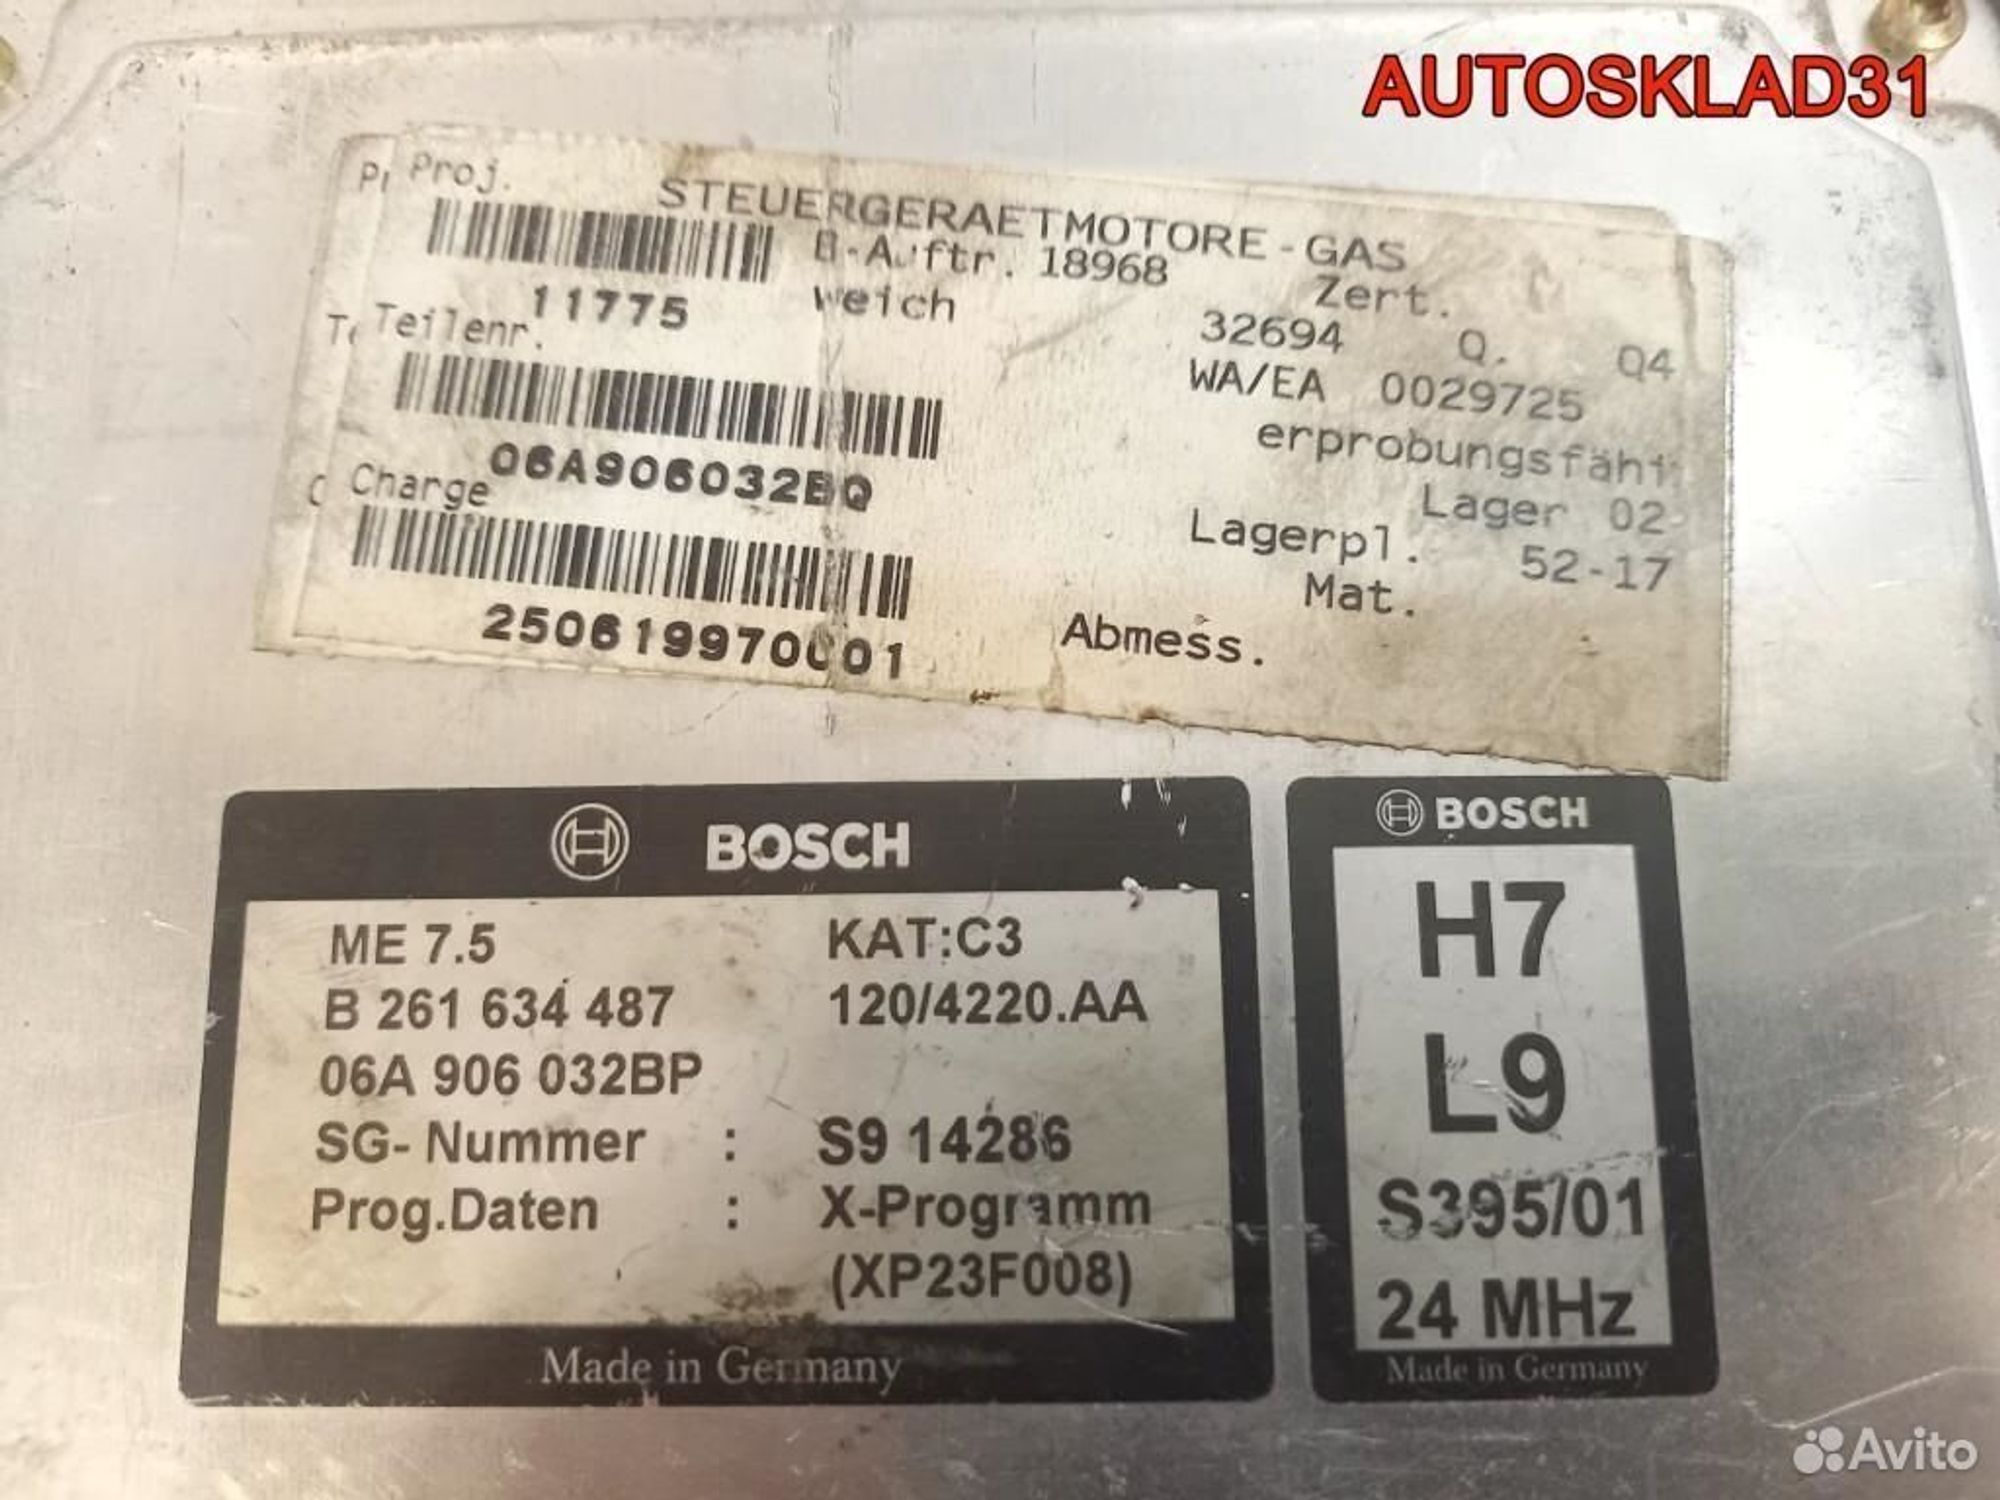 AUTOSKLAD31
Proj. STEUERGERAETMOTORE-GAS
B-Auftr. 18968 Zert.
11775 weich 32694 Q. Q4
Teilenr. WA/EA 0029725
erprobungsfähi
06A906032BQ Lager 02
Charge Lagerpl. 52-17
Mat.
250619970001 Abmess.
BOSCH
ME 7.5 KAT:C3
B 261 634 487 120/4220.AA
06A 906 032BP
SG- Nummer : S9 14286
Prog.Daten : X-Programm
(XP23F008)
Made in Germany
BOSCH
H7
L9
S395/01
24 MHz
Made in Germany
Avito